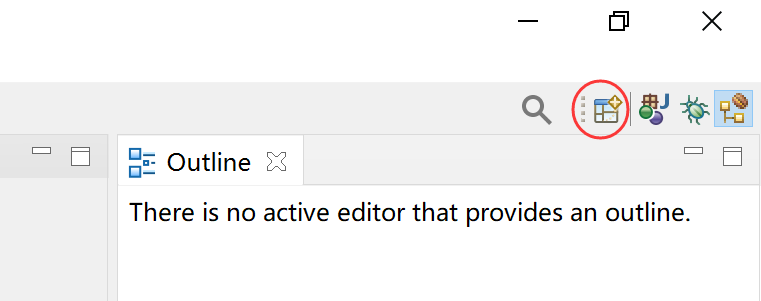 Outline
There is no active editor that provides an outline.